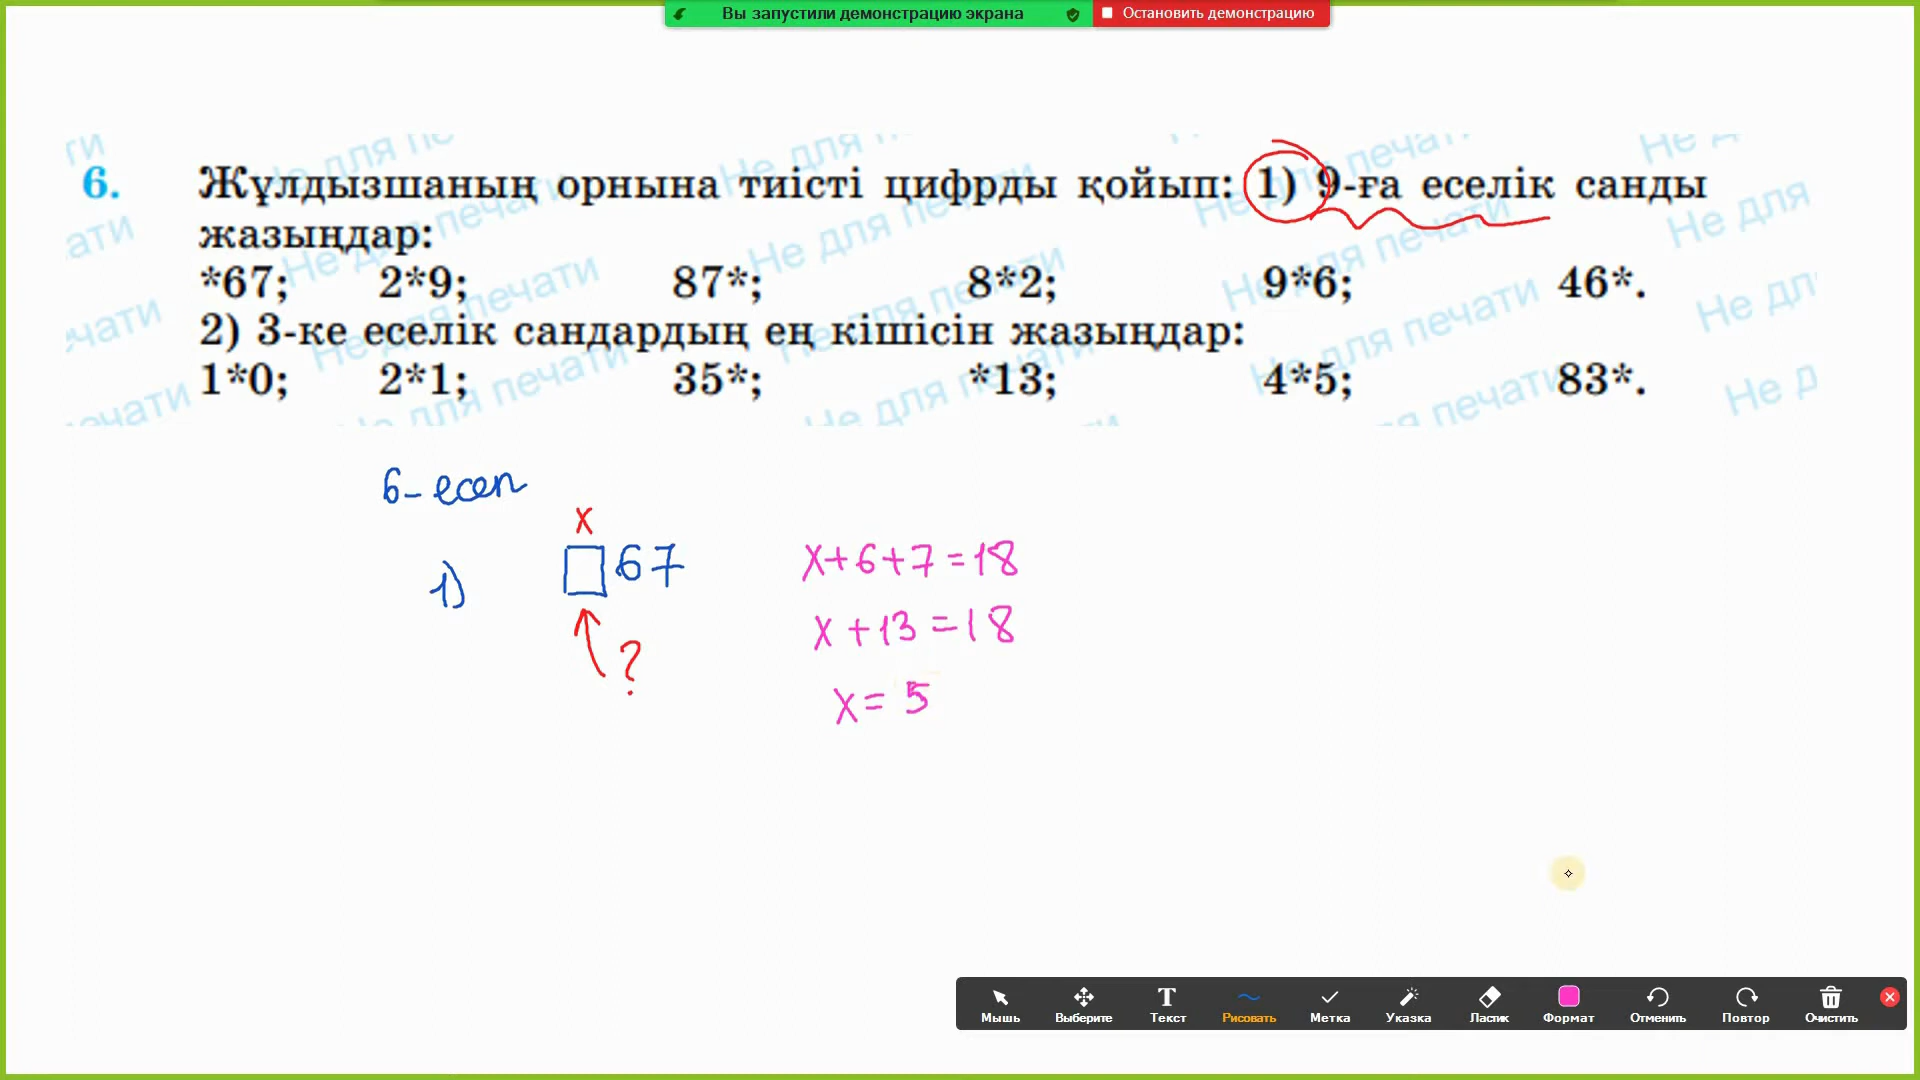 Вы запустили демонстрацию экрана
Остановить демонстрацию
6. Жұлдызшаның орнына тиісті цифрды қойып: 1) 9-ға еселік санды
жазыңдар:
*67; 2*9; 87*; 8*2; 9*6; 46*.
2) 3-ке еселік сандардың ең кішісін жазыңдар:
1*0; 2*1; 35*; *13; 4*5; 83*.
Не для печати
6-есеп
x
1) □67
?
x+6+7=18
x+13=18
x=5
Мышь Выберите Текст Рисовать Метка Указка Ластик Формат Отменить Повтор Очистить